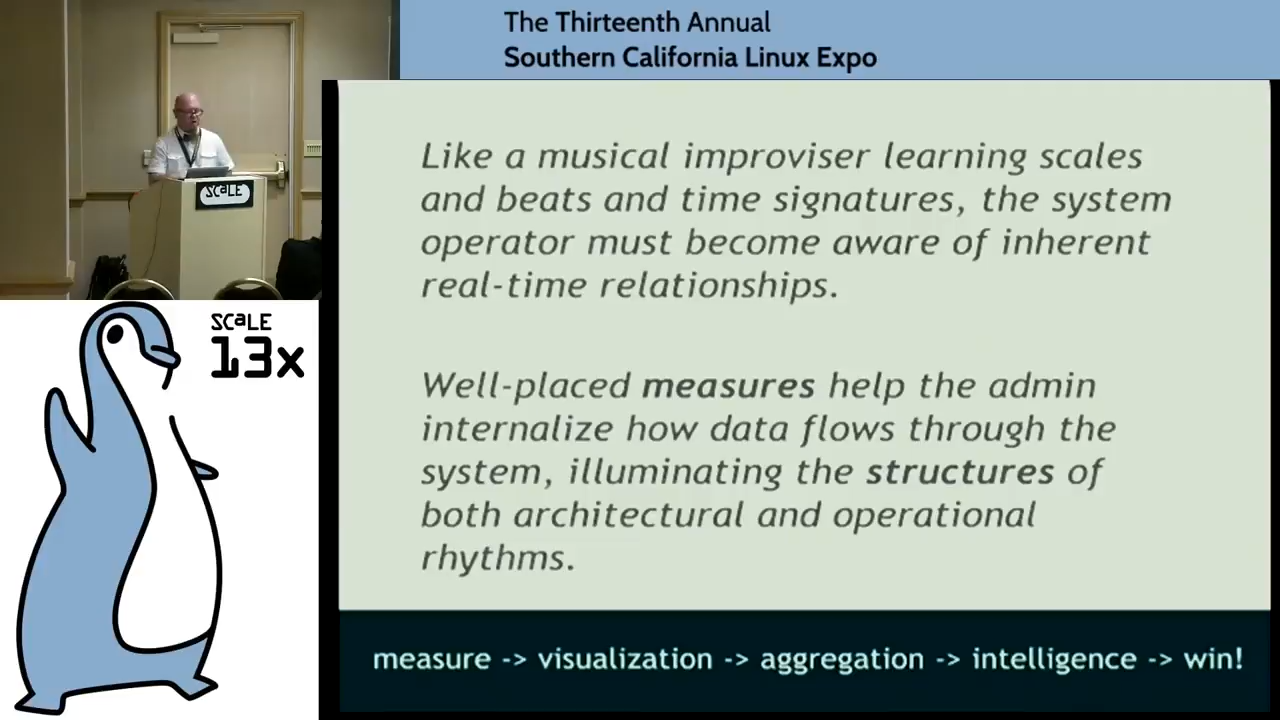 The Thirteenth Annual
Southern California Linux Expo
SCaLE
SCaLE
13x
Like a musical improviser learning scales
and beats and time signatures, the system
operator must become aware of inherent
real-time relationships.
Well-placed measures help the admin
internalize how data flows through the
system, illuminating the structures of
both architectural and operational
rhythms.
measure -> visualization -> aggregation -> intelligence -> win!